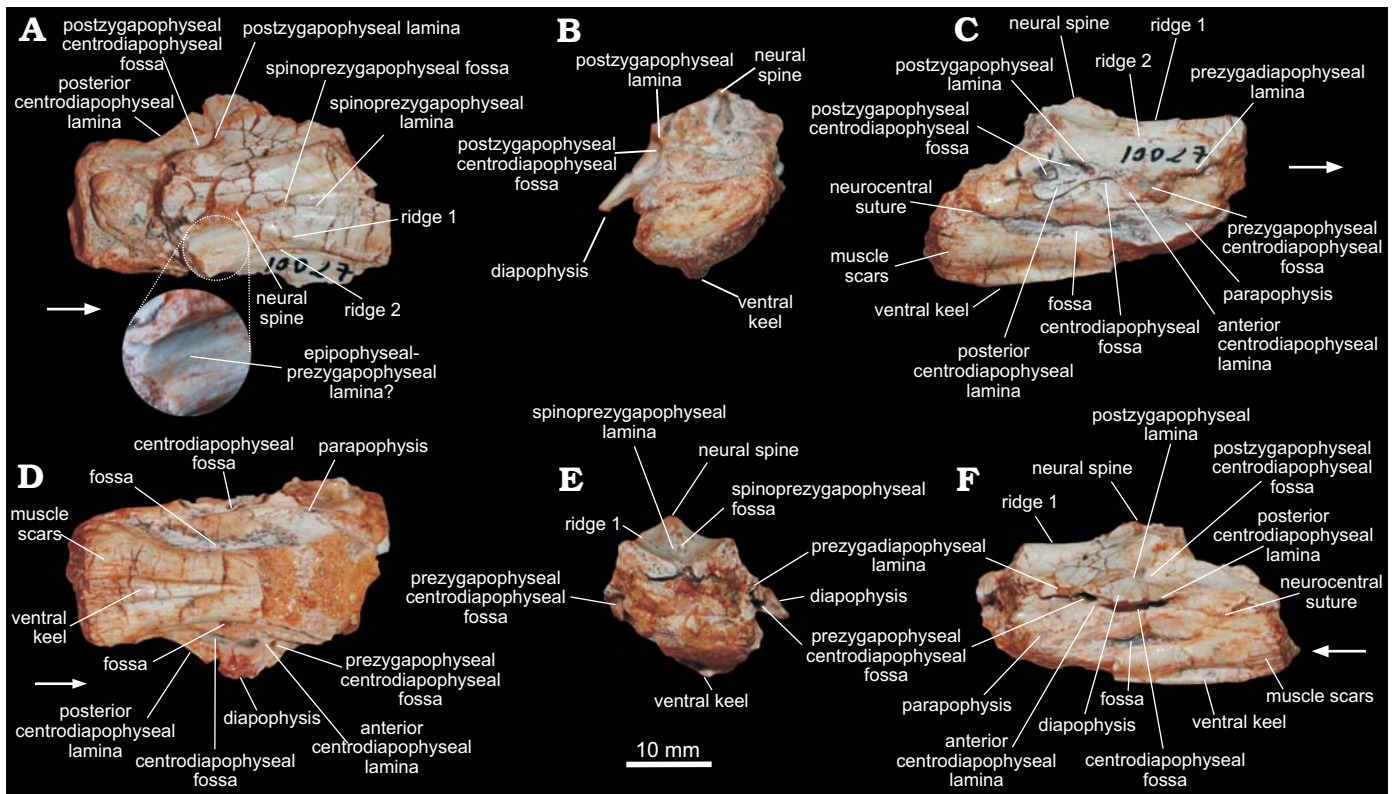 A
postzygapophyseal
centrodiapophyseal
fossa
postzygapophyseal lamina
posterior
centrodiapophyseal
lamina
spinoprezygapophyseal fossa
spinoprezygapophyseal
lamina
ridge 1
neural
spine
ridge 2
epipophyseal-
prezygapophyseal
lamina?
B
postzygapophyseal
lamina
neural
spine
postzygapophyseal
centrodiapophyseal
fossa
diapophysis
ventral
keel
C
neural spine
ridge 1
postzygapophyseal
lamina
ridge 2
prezygadiapophyseal
lamina
postzygapophyseal
centrodiapophyseal
fossa
neurocentral
suture
muscle
scars
ventral keel
fossa
posterior
centrodiapophyseal
lamina
centrodiapophyseal
fossa
anterior
centrodiapophyseal
lamina
parapophysis
prezygapophyseal
centrodiapophyseal
fossa
D
centrodiapophyseal
fossa
parapophysis
fossa
muscle
scars
ventral
keel
fossa
posterior
centrodiapophyseal
lamina
centrodiapophyseal
fossa
diapophysis
anterior
centrodiapophyseal
lamina
prezygapophyseal
centrodiapophyseal
fossa
E
spinoprezygapophyseal
lamina
neural spine
spinoprezygapophyseal
fossa
ridge 1
prezygadiapophyseal
lamina
prezygapophyseal
centrodiapophyseal
fossa
diapophysis
prezygapophyseal
centrodiapophyseal
fossa
ventral keel
10 mm
F
postzygapophyseal
lamina
neural spine
postzygapophyseal
centrodiapophyseal
fossa
ridge 1
posterior
centrodiapophyseal
lamina
neurocentral
suture
parapophysis
diapophysis
fossa
anterior
centrodiapophyseal
lamina
centrodiapophyseal
fossa
ventral keel
muscle scars